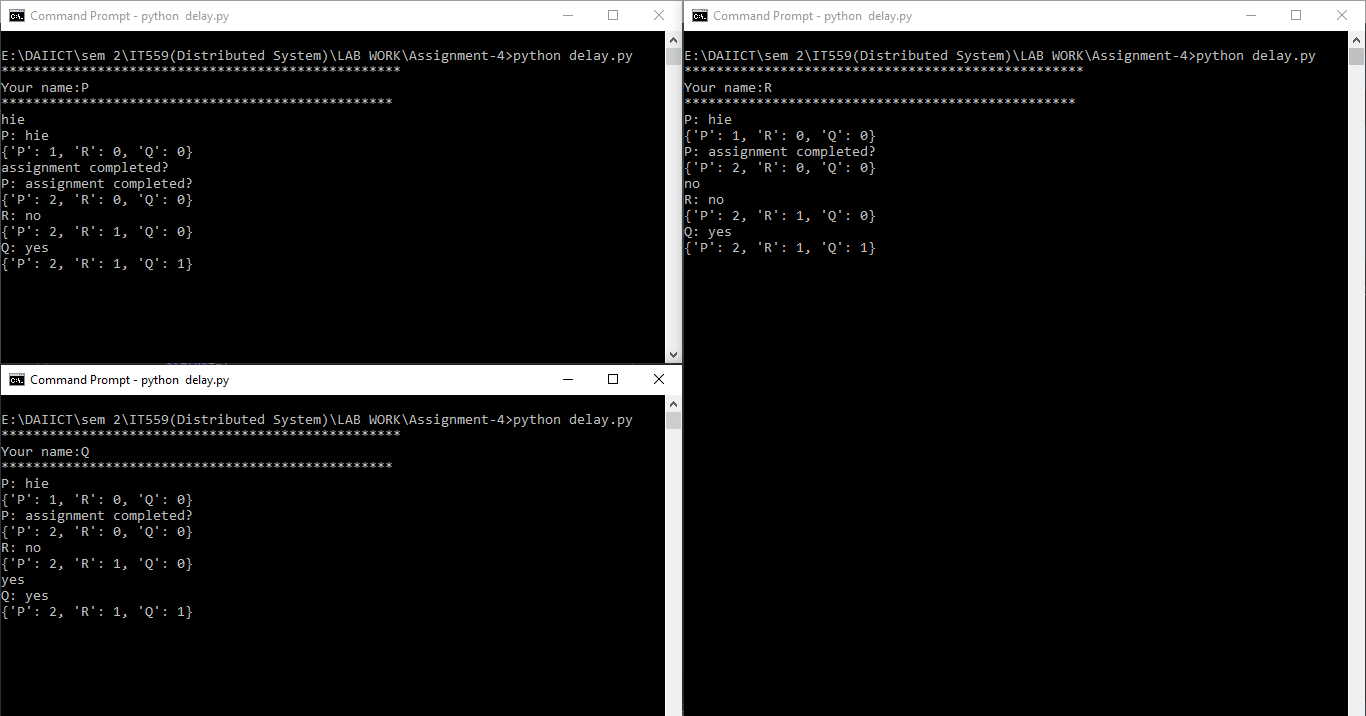 Command Prompt - python  delay.py
E:\DAIICT\sem 2\IT559(Distributed System)\LAB WORK\Assignment-4>python delay.py
**************************************************
Your name:P
*************************************************
hie
P: hie
{'P': 1, 'R': 0, 'Q': 0}
assignment completed?
P: assignment completed?
{'P': 2, 'R': 0, 'Q': 0}
R: no
{'P': 2, 'R': 1, 'Q': 0}
Q: yes
{'P': 2, 'R': 1, 'Q': 1}
Command Prompt - python  delay.py
E:\DAIICT\sem 2\IT559(Distributed System)\LAB WORK\Assignment-4>python delay.py
**************************************************
Your name:Q
*************************************************
P: hie
{'P': 1, 'R': 0, 'Q': 0}
P: assignment completed?
{'P': 2, 'R': 0, 'Q': 0}
R: no
{'P': 2, 'R': 1, 'Q': 0}
yes
Q: yes
{'P': 2, 'R': 1, 'Q': 1}
Command Prompt - python  delay.py
E:\DAIICT\sem 2\IT559(Distributed System)\LAB WORK\Assignment-4>python delay.py
**************************************************
Your name:R
*************************************************
P: hie
{'P': 1, 'R': 0, 'Q': 0}
P: assignment completed?
{'P': 2, 'R': 0, 'Q': 0}
no
R: no
{'P': 2, 'R': 1, 'Q': 0}
Q: yes
{'P': 2, 'R': 1, 'Q': 1}